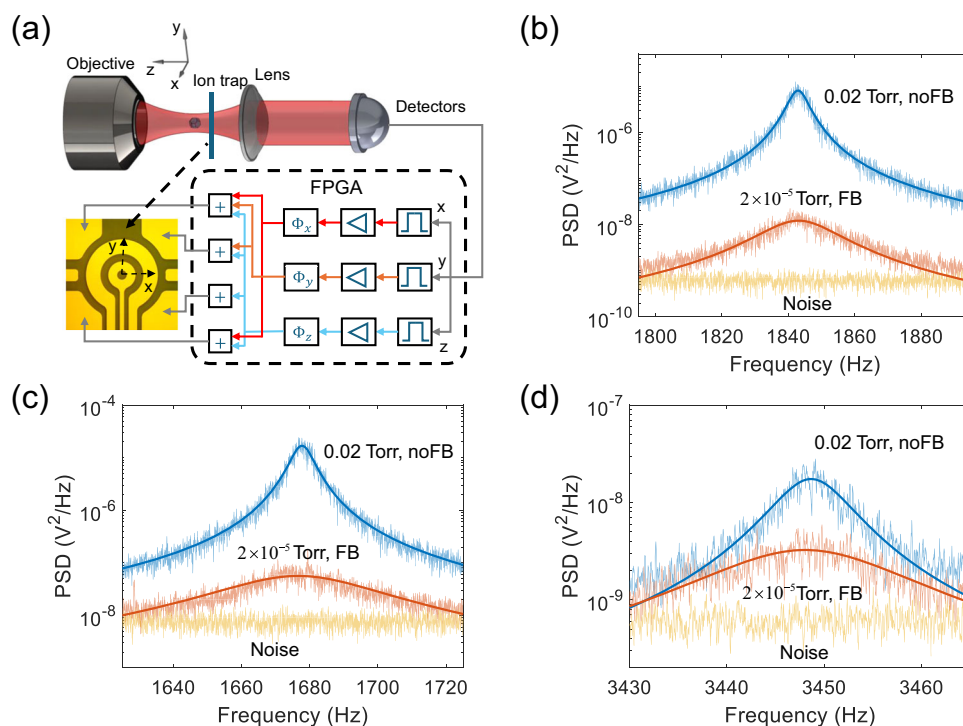 (a)
y
z
x
Objective
Ion trap
Lens
Detectors
FPGA
+ Φx x
+ Φy y
+ Φz z
+
y
x
(b)
PSD (V²/Hz)
10⁻⁶
10⁻⁸
10⁻¹⁰
0.02 Torr, noFB
2×10⁻⁵ Torr, FB
Noise
1800 1820 1840 1860 1880
Frequency (Hz)
(c)
PSD (V²/Hz)
10⁻⁴
10⁻⁶
10⁻⁸
0.02 Torr, noFB
2×10⁻⁵ Torr, FB
Noise
1640 1660 1680 1700 1720
Frequency (Hz)
(d)
PSD (V²/Hz)
10⁻⁷
10⁻⁸
10⁻⁹
0.02 Torr, noFB
2×10⁻⁵ Torr, FB
Noise
3430 3440 3450 3460
Frequency (Hz)